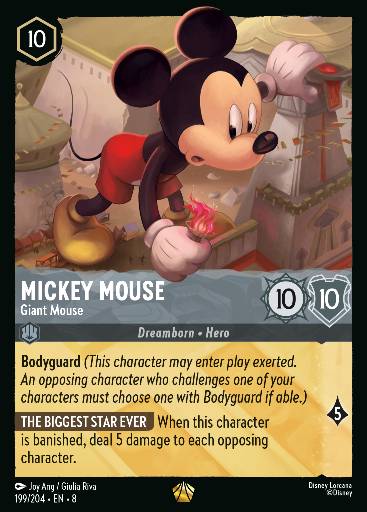 10
MICKEY MOUSE
Giant Mouse
10
10
Dreamborn • Hero
Bodyguard (This character may enter play exerted.
An opposing character who challenges one of your
characters must choose one with Bodyguard if able.)
THE BIGGEST STAR EVER When this character
is banished, deal 5 damage to each opposing
character.
5
Joy Ang / Giulia Riva
199/204 • EN • 8
Disney Lorcana
©Disney